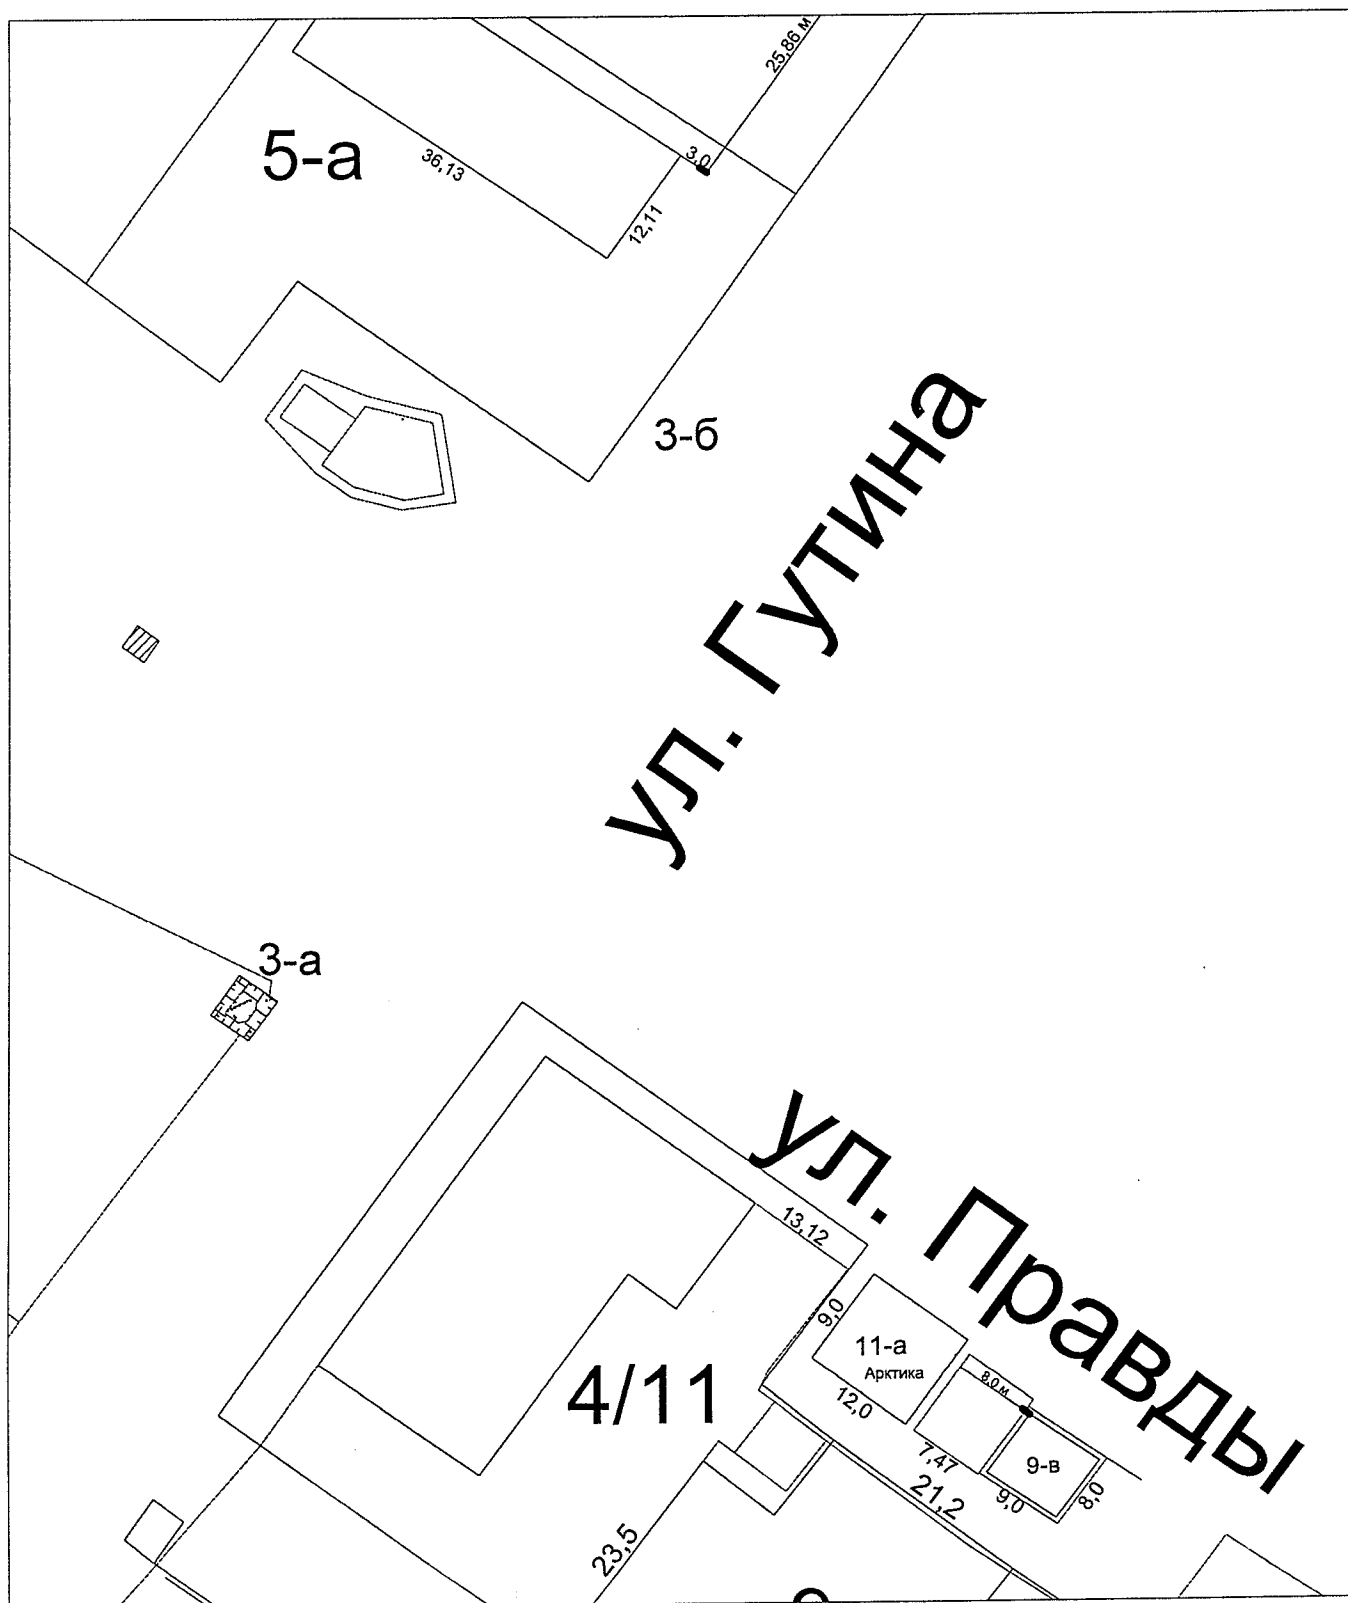 25,86 м
5-а
36,13
3,0
12,11
3-б
ул. Гутина
3-а
ул. Правды
13,12
9,0
11-а
Арктика
12,0
8,0 м
4/11
7,47
9-в
21,2
9,0
8,0
23,5